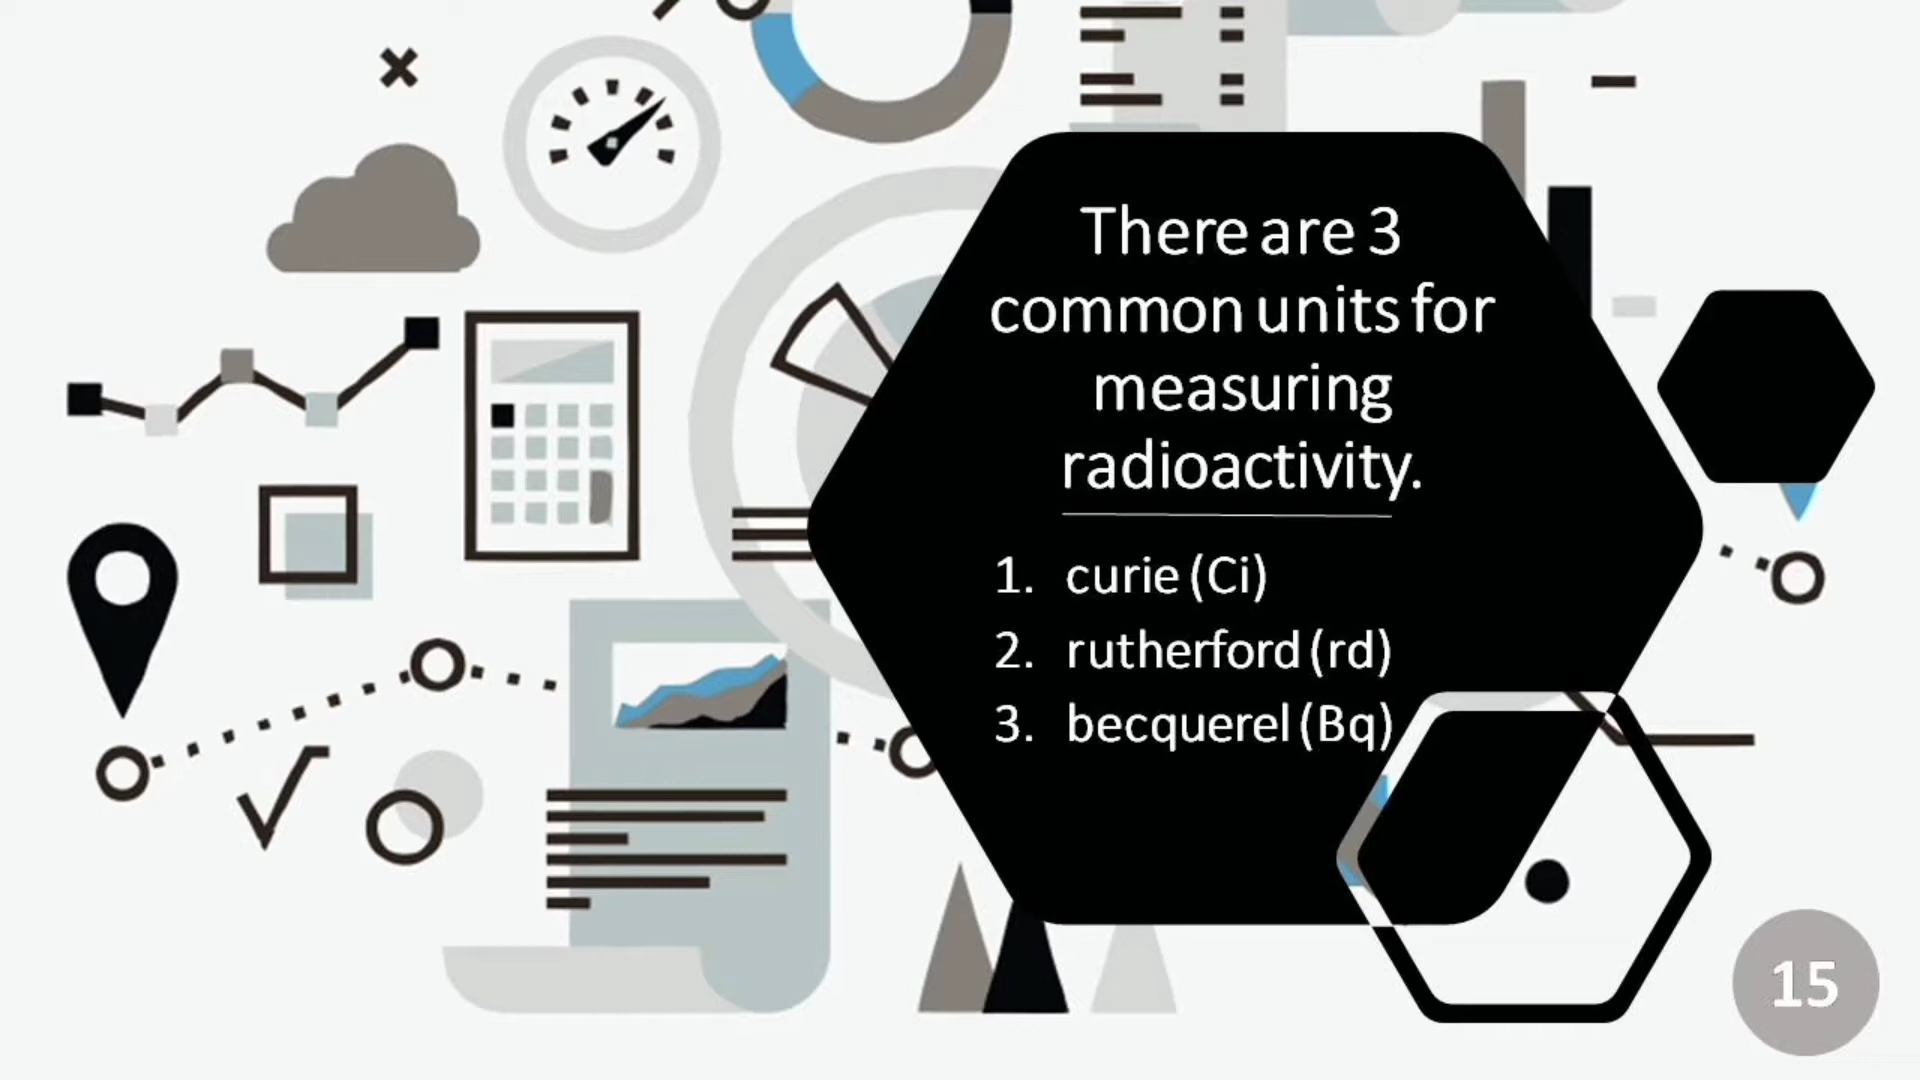 There are 3
common units for
measuring
radioactivity.
1. curie (Ci)
2. rutherford (rd)
3. becquerel (Bq)
15